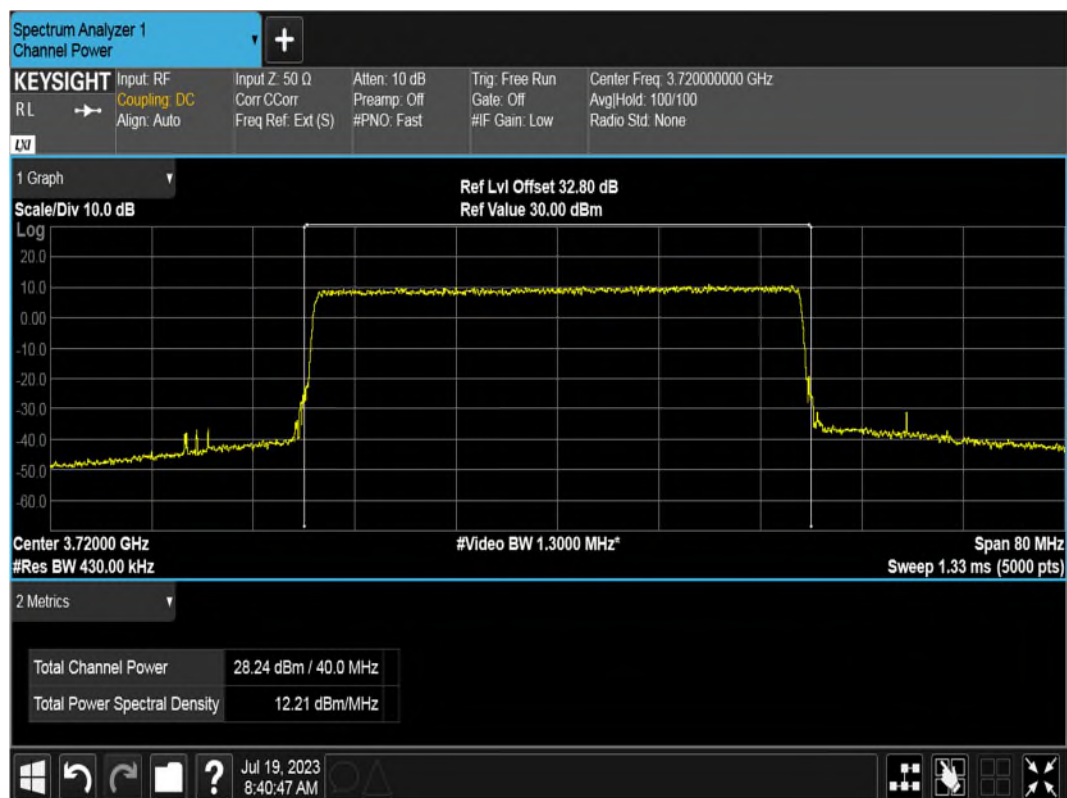 Spectrum Analyzer 1
Channel Power
+
KEYSIGHT
RL
LXI
Input: RF
Coupling: DC
Align: Auto
Input Z: 50 Ω
Corr CCorr
Freq Ref: Ext (S)
Atten: 10 dB
Preamp: Off
#PNO: Fast
Trig: Free Run
Gate: Off
#IF Gain: Low
Center Freq: 3.720000000 GHz
Avg|Hold: 100/100
Radio Std: None
1 Graph
Scale/Div 10.0 dB
Ref Lvl Offset 32.80 dB
Ref Value 30.00 dBm
Log
20.0
10.0
0.00
-10.0
-20.0
-30.0
-40.0
-50.0
-60.0
Center 3.72000 GHz
#Video BW 1.3000 MHz*
Span 80 MHz
#Res BW 430.00 kHz
Sweep 1.33 ms (5000 pts)
2 Metrics
Total Channel Power 28.24 dBm / 40.0 MHz
Total Power Spectral Density 12.21 dBm/MHz
?
Jul 19, 2023
8:40:47 AM